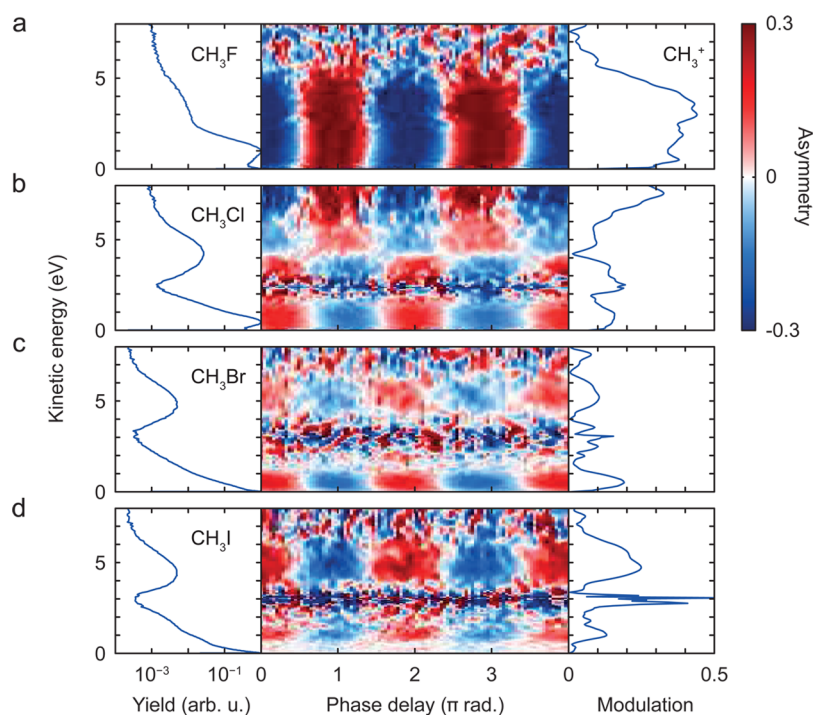 a
CH3F
CH3+
0.3
5
0
b
CH3Cl
Asymmetry
0
5
0
-0.3
Kinetic energy (eV)
c
CH3Br
5
0
d
CH3I
5
0
10−3 10−1 0 1 2 3 0 0.5
Yield (arb. u.) Phase delay (π rad.) Modulation